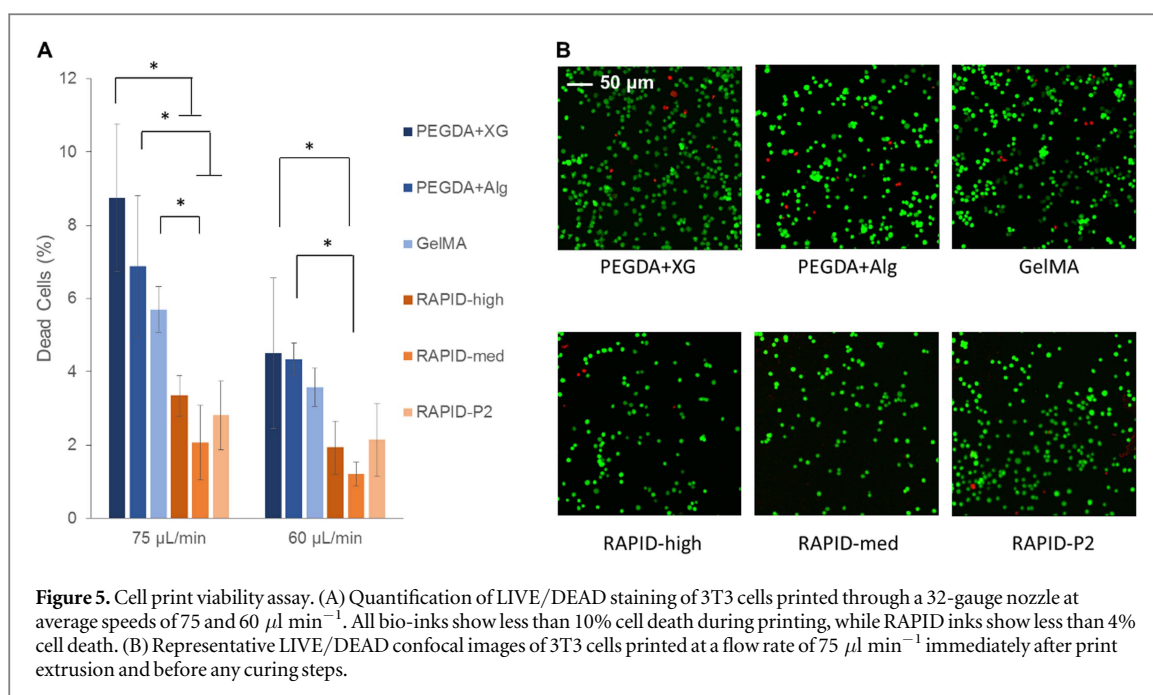 A
12
10
8
6
4
2
0
Dead Cells (%)
*
*
*
*
*
75 µL/min
60 µL/min
PEGDA+XG
PEGDA+Alg
GelMA
RAPID-high
RAPID-med
RAPID-P2
B
50 µm
PEGDA+XG
PEGDA+Alg
GelMA
RAPID-high
RAPID-med
RAPID-P2
Figure 5. Cell print viability assay. (A) Quantification of LIVE/DEAD staining of 3T3 cells printed through a 32-gauge nozzle at
average speeds of 75 and 60 µl min⁻¹. All bio-inks show less than 10% cell death during printing, while RAPID inks show less than 4%
cell death. (B) Representative LIVE/DEAD confocal images of 3T3 cells printed at a flow rate of 75 µl min⁻¹ immediately after print
extrusion and before any curing steps.